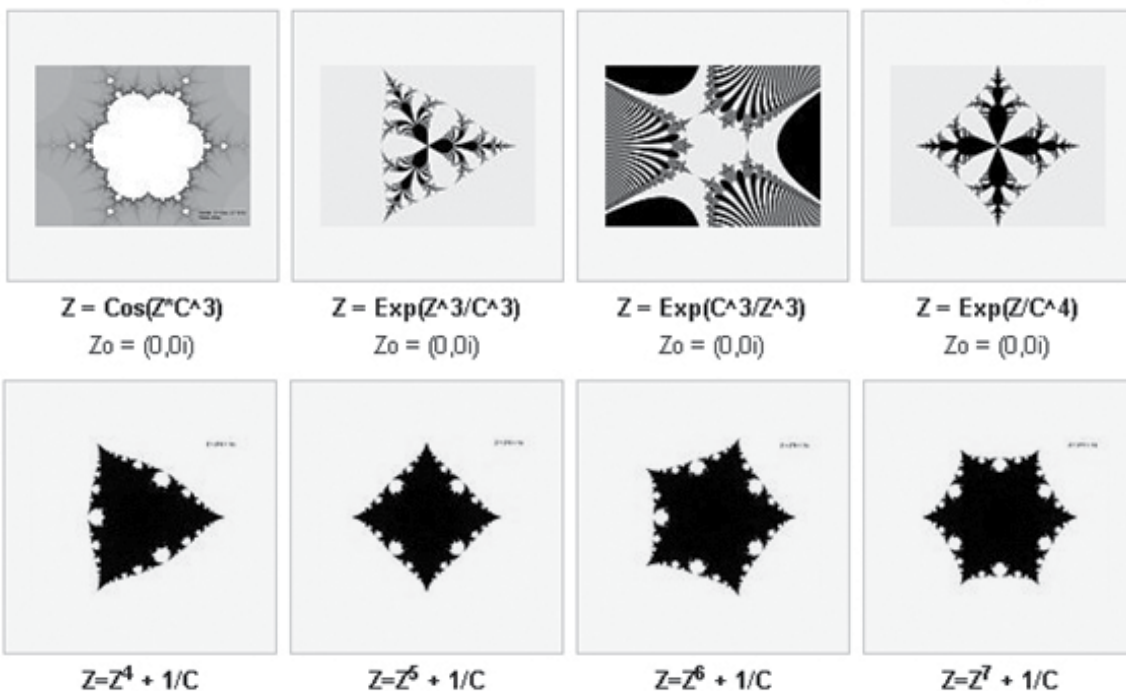 Z = Cos(Z*C^3)
Zo = (0,0i)
Z = Exp(Z^3/C^3)
Zo = (0,0i)
Z = Exp(C^3/Z^3)
Zo = (0,0i)
Z = Exp(Z/C^4)
Zo = (0,0i)
Z=Z⁴ + 1/C
Z=Z⁵ + 1/C
Z=Z⁶ + 1/C
Z=Z⁷ + 1/C